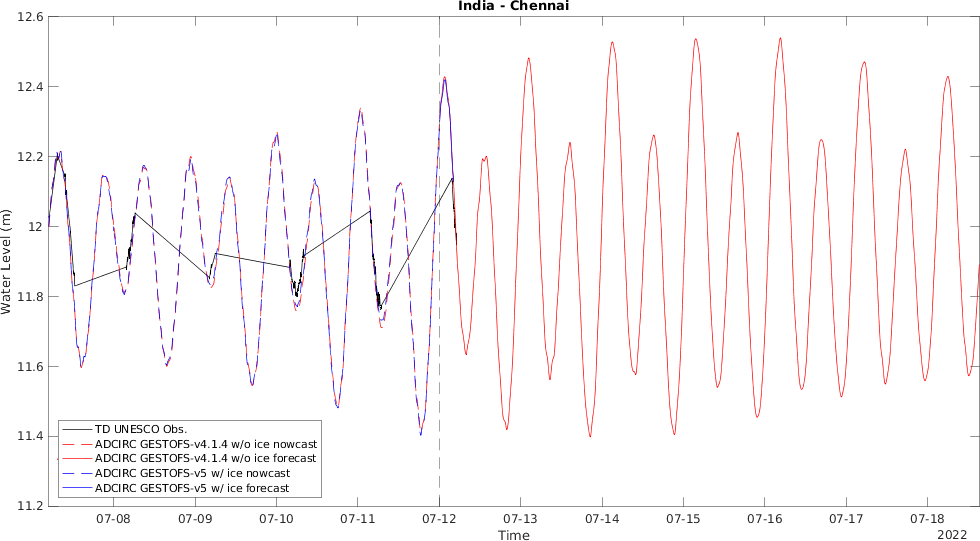 India - Chennai
12.6
12.4
12.2
12
11.8
11.6
11.4
11.2
Water Level (m)
TD UNESCO Obs.
ADCIRC GESTOFS-v4.1.4 w/o ice nowcast
ADCIRC GESTOFS-v4.1.4 w/o ice forecast
ADCIRC GESTOFS-v5 w/ ice nowcast
ADCIRC GESTOFS-v5 w/ ice forecast
07-08 07-09 07-10 07-11 07-12 07-13 07-14 07-15 07-16 07-17 07-18
Time
2022